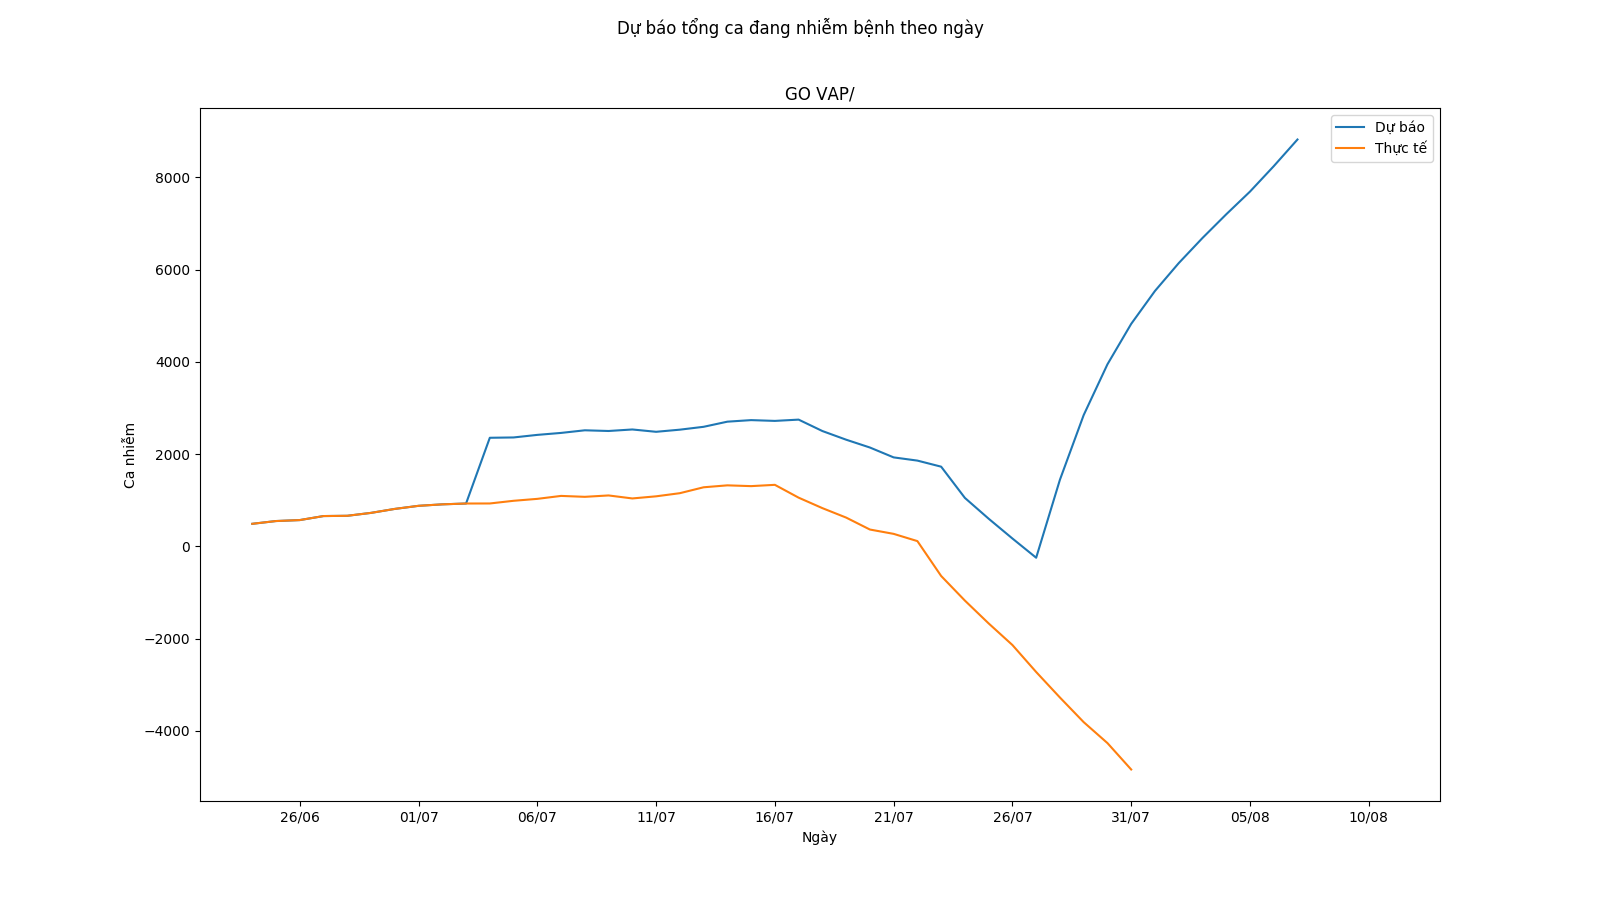 Dự báo tổng ca đang nhiễm bệnh theo ngày
GO VAP/
Dự báo
Thực tế
8000
6000
4000
2000
0
−2000
−4000
Ca nhiễm
26/06 01/07 06/07 11/07 16/07 21/07 26/07 31/07 05/08 10/08
Ngày